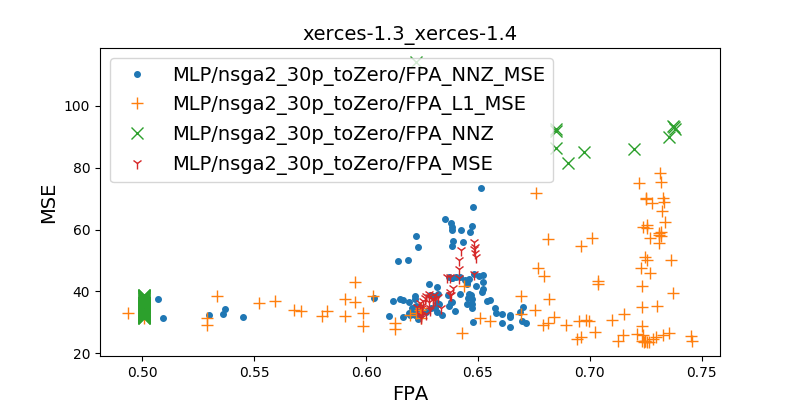 xerces-1.3_xerces-1.4
MLP/nsga2_30p_toZero/FPA_NNZ_MSE
MLP/nsga2_30p_toZero/FPA_L1_MSE
MLP/nsga2_30p_toZero/FPA_NNZ
MLP/nsga2_30p_toZero/FPA_MSE
MSE
100
80
60
40
20
0.50 0.55 0.60 0.65 0.70 0.75
FPA